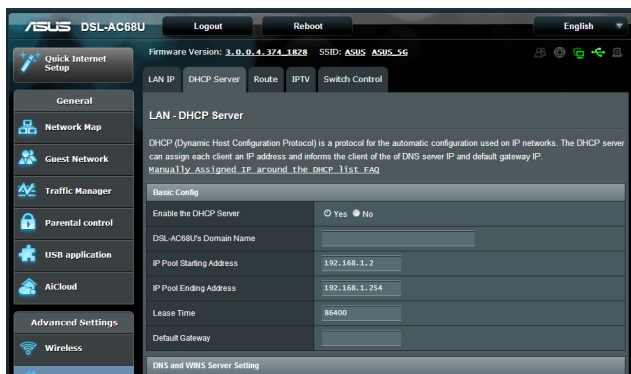 ASUS DSL-AC68U Logout Reboot English
Quick Internet Setup
General
Network Map
Guest Network
Traffic Manager
Parental control
USB application
AiCloud
Advanced Settings
Wireless
Firmware Version: 3.0.0.4.374_1828 SSID: ASUS ASUS_5G
LAN IP DHCP Server Route IPTV Switch Control
LAN - DHCP Server
DHCP (Dynamic Host Configuration Protocol) is a protocol for the automatic configuration used on IP networks. The DHCP server
can assign each client an IP address and informs the client of the of DNS server IP and default gateway IP.
Manually Assigned IP around the DHCP list FAQ
Basic Config
Enable the DHCP Server Yes No
DSL-AC68U's Domain Name
IP Pool Starting Address 192.168.1.2
IP Pool Ending Address 192.168.1.254
Lease Time 86400
Default Gateway
DNS and WINS Server Setting